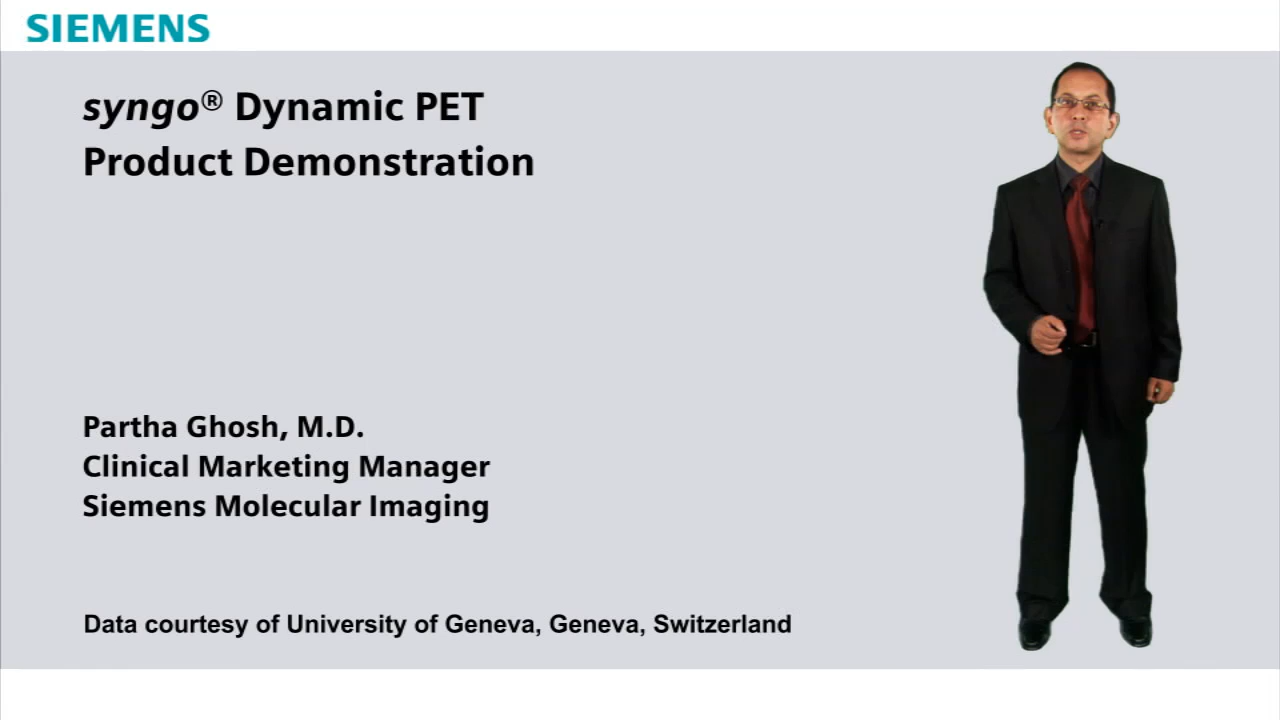 SIEMENS
syngo® Dynamic PET
Product Demonstration
Partha Ghosh, M.D.
Clinical Marketing Manager
Siemens Molecular Imaging
Data courtesy of University of Geneva, Geneva, Switzerland